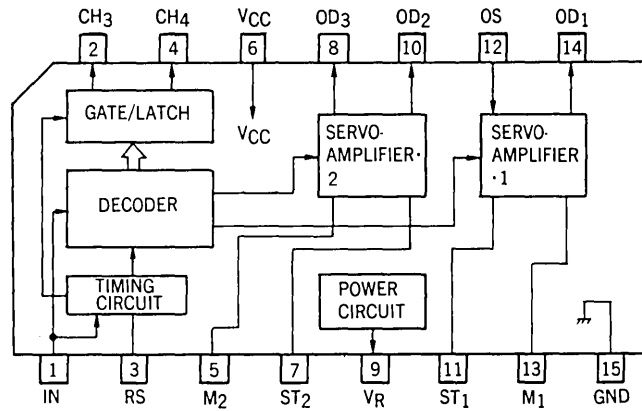 CH3 CH4 VCC OD3 OD2 OS OD1
2 4 6 8 10 12 14
GATE/LATCH
VCC
SERVO-
AMPLIFIER·
2
SERVO-
AMPLIFIER
·1
DECODER
TIMING
CIRCUIT
POWER
CIRCUIT
1 3 5 7 9 11 13 15
IN RS M2 ST2 VR ST1 M1 GND